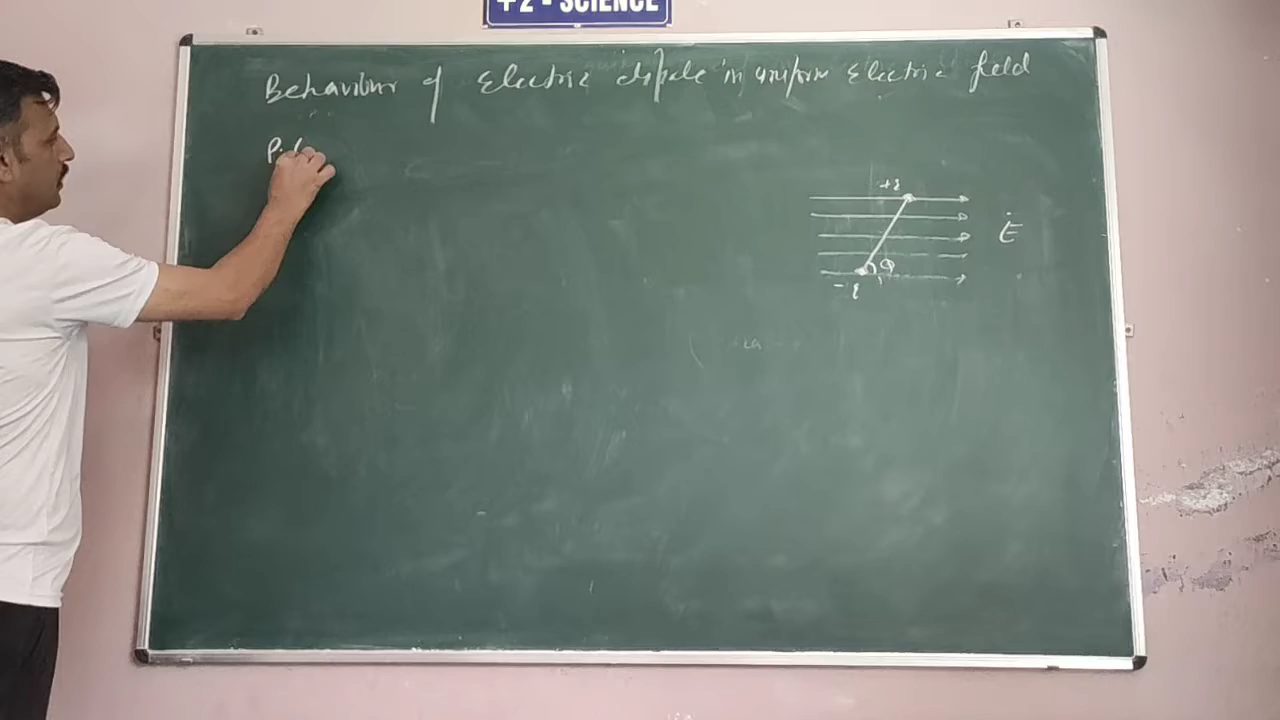 +2 - SCIENCE
Behaviour of Electric dipole in uniform Electric field
P.
+q
E
θ
-q